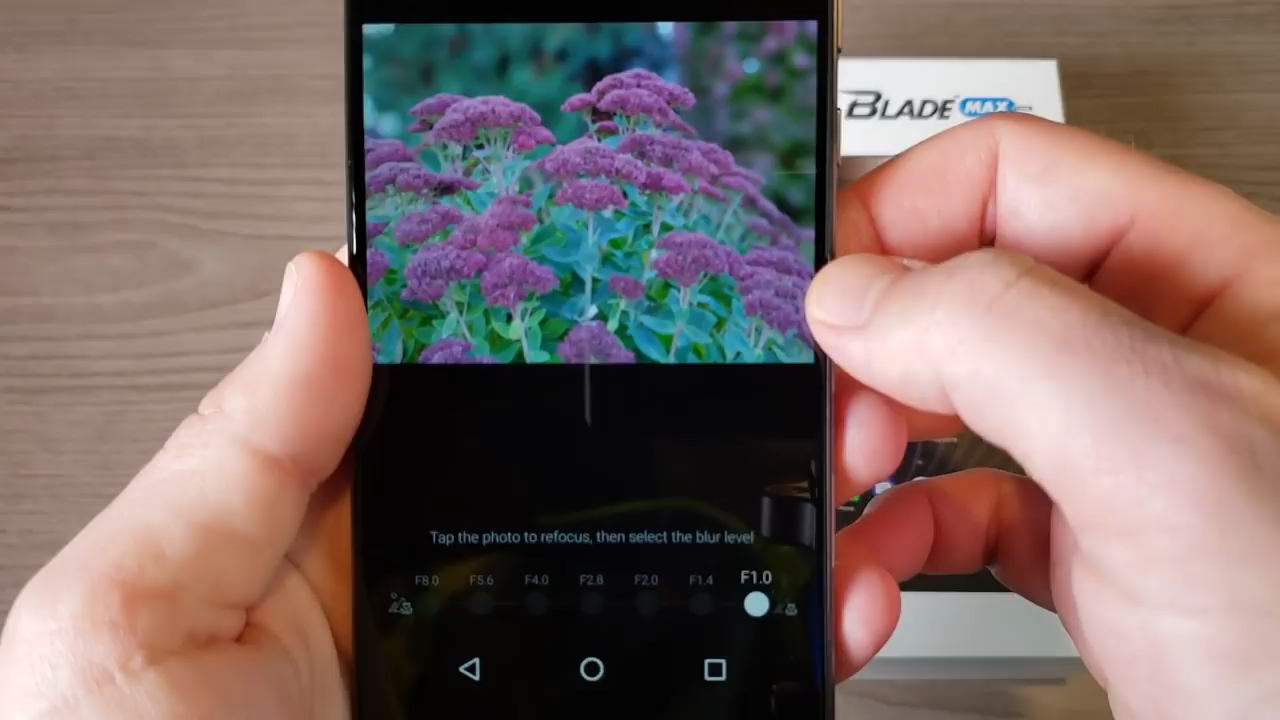 BLADE MAX
Tap the photo to refocus, then select the blur level
F8.0 F5.6 F4.0 F2.8 F2.0 F1.4 F1.0